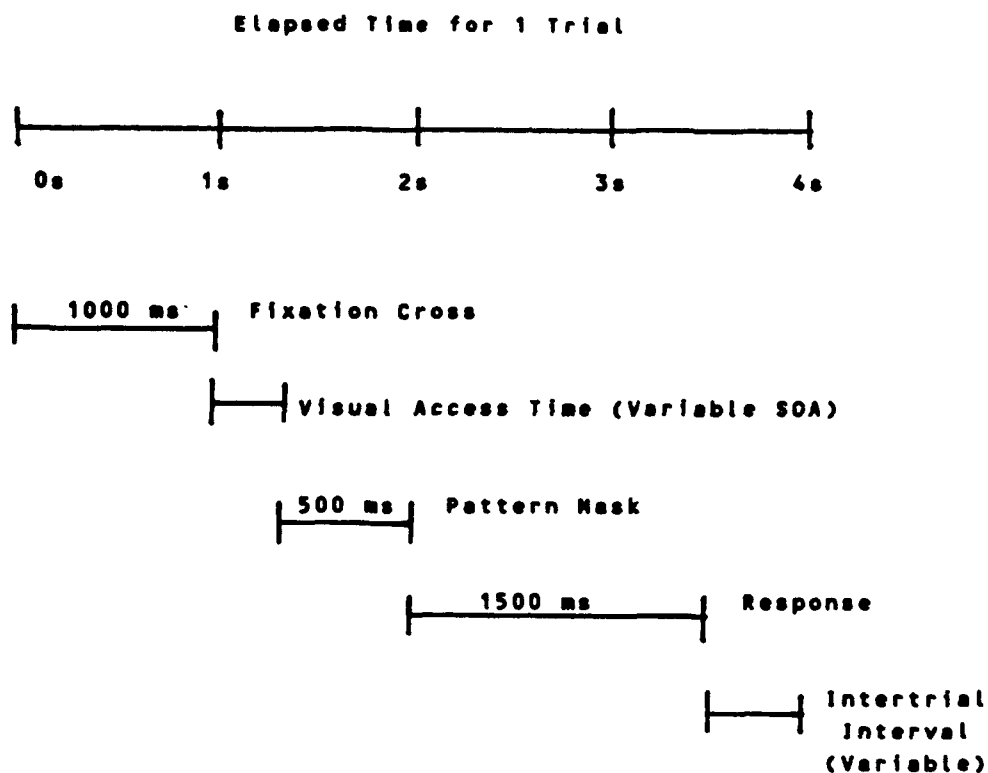 Elapsed Time for 1 Trial
0s 1s 2s 3s 4s
1000 ms Fixation Cross
Visual Access Time (Variable SOA)
500 ms Pattern Mask
1500 ms Response
Intertrial
Interval
(Variable)